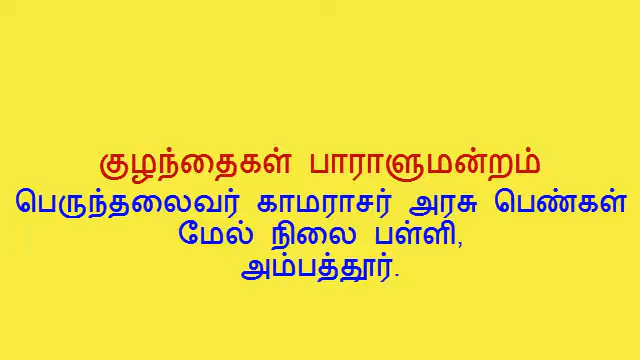 குழந்தைகள் பாராளுமன்றம்
பெருந்தலைவர் காமராசர் அரசு பெண்கள்
மேல் நிலை பள்ளி,
அம்பத்தூர்.